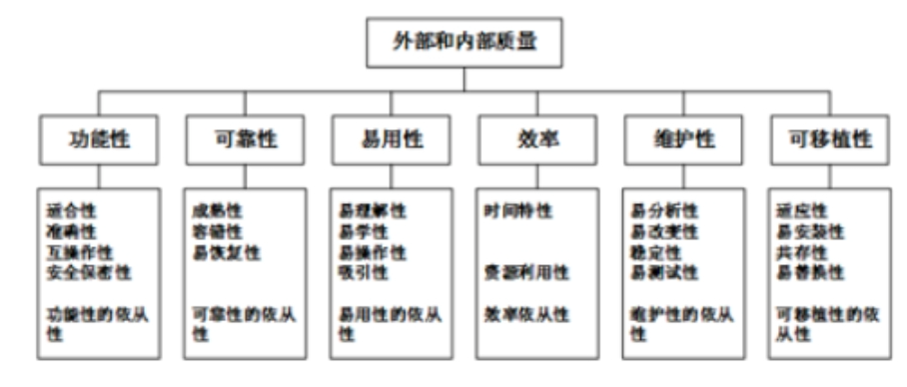 外部和内部质量
功能性
可靠性
易用性
效率
维护性
可移植性
适合性
准确性
互操作性
安全保密性
功能性的依从
性
成熟性
容错性
易恢复性
可靠性的依从
性
易理解性
易学性
易操作性
吸引性
易用性的依从
性
时间特性
资源利用性
效率依从性
易分析性
易改变性
稳定性
易测试性
维护性的依从
性
适应性
易安装性
共存性
易替换性
可移植性的依
从性